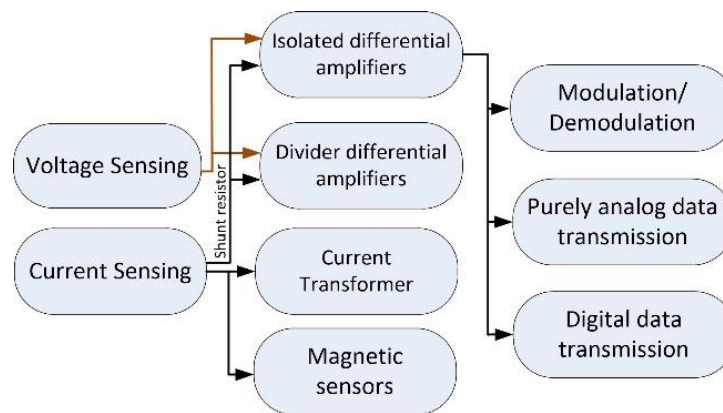 Voltage Sensing
Current Sensing
Shunt resistor
Isolated differential
amplifiers
Divider differential
amplifiers
Current
Transformer
Magnetic
sensors
Modulation/
Demodulation
Purely analog data
transmission
Digital data
transmission